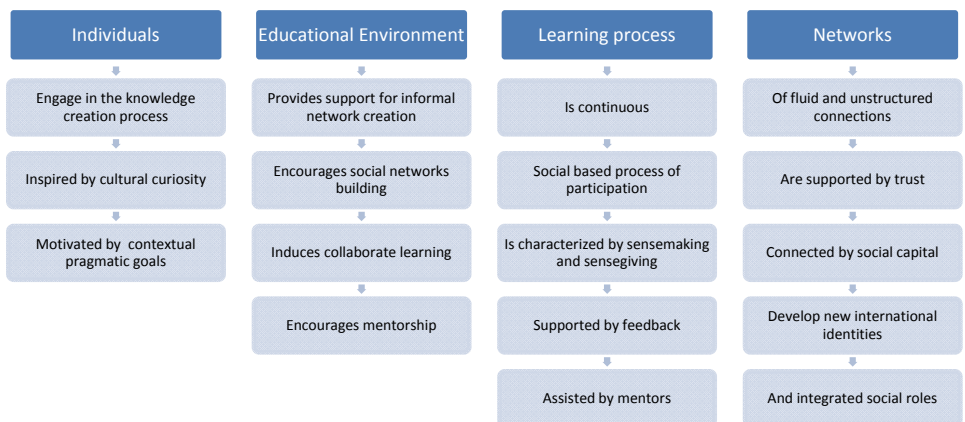 Individuals
Engage in the knowledge
creation process
Inspired by cultural curiosity
Motivated by contextual
pragmatic goals
Educational Environment
Provides support for informal
network creation
Encourages social networks
building
Induces collaborate learning
Encourages mentorship
Learning process
Is continuous
Social based process of
participation
Is characterized by sensemaking
and sensegiving
Supported by feedback
Assisted by mentors
Networks
Of fluid and unstructured
connections
Are supported by trust
Connected by social capital
Develop new international
identities
And integrated social roles